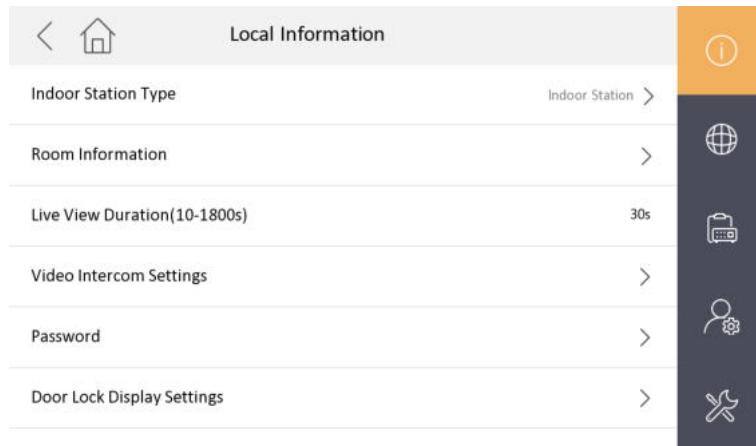 Local Information
Indoor Station Type Indoor Station
Room Information
Live View Duration(10-1800s) 30s
Video Intercom Settings
Password
Door Lock Display Settings